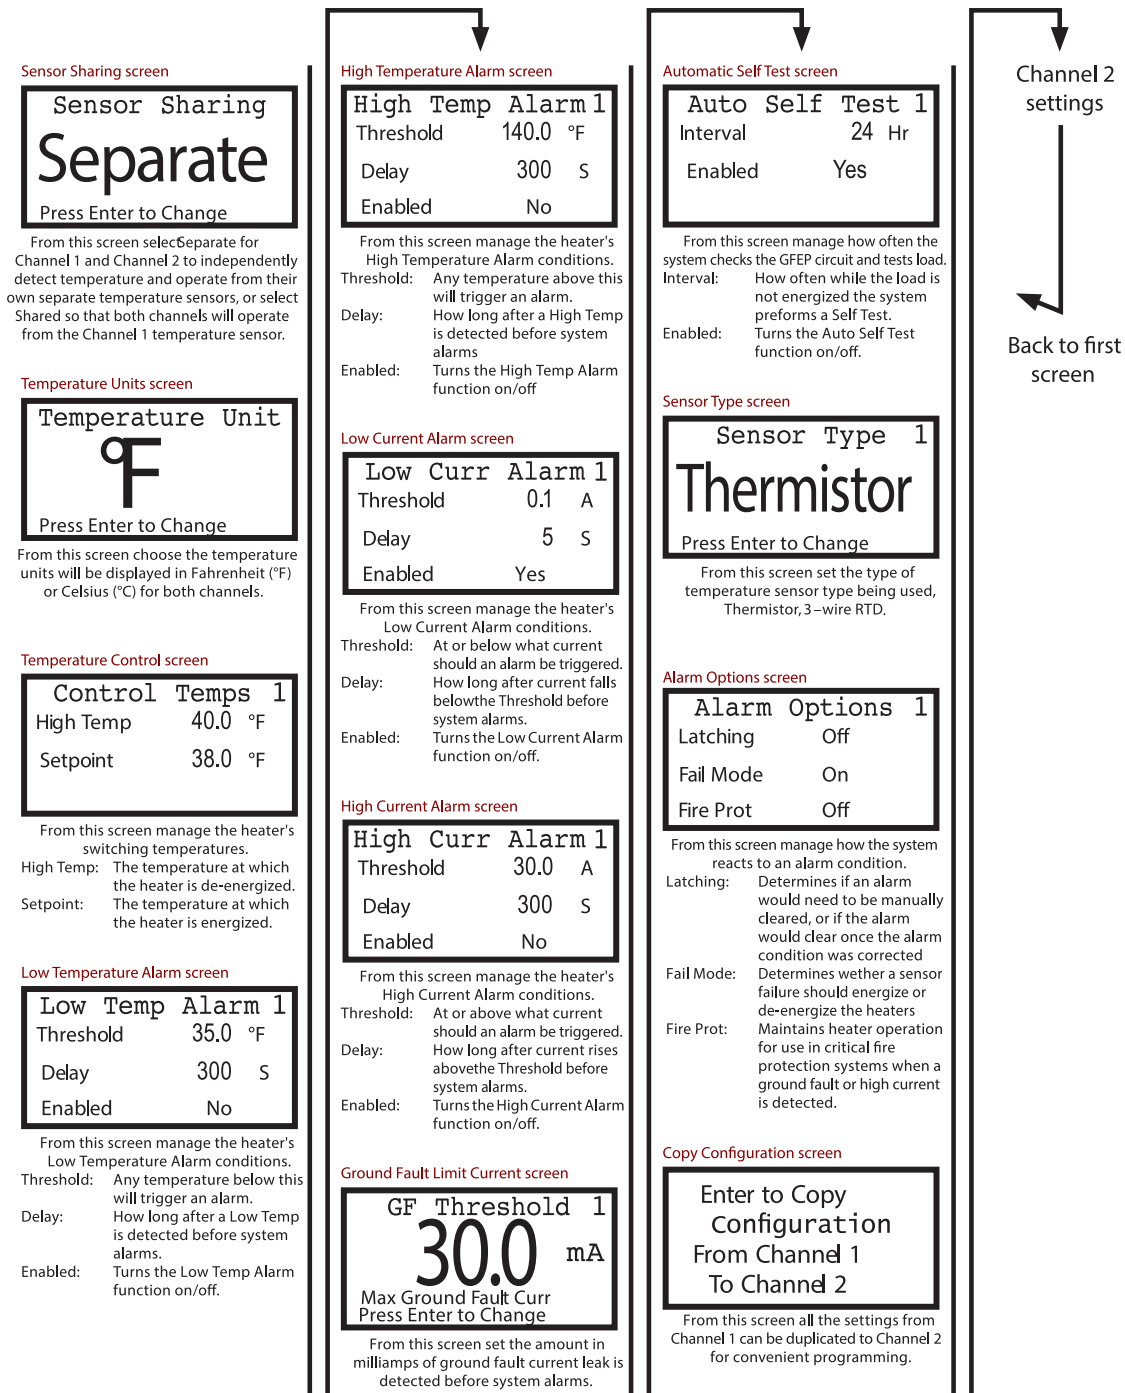 Sensor Sharing screen
Sensor Sharing
Separate
Press Enter to Change
From this screen select Separate for
Channel 1 and Channel 2 to independently
detect temperature and operate from their
own separate temperature sensors, or select
Shared so that both channels will operate
from the Channel 1 temperature sensor.
Temperature Units screen
Temperature Unit
°F
Press Enter to Change
From this screen choose the temperature
units will be displayed in Fahrenheit (°F)
or Celsius (°C) for both channels.
Temperature Control screen
Control Temps 1
High Temp 40.0 °F
Setpoint 38.0 °F
From this screen manage the heater's
switching temperatures.
High Temp: The temperature at which
the heater is de-energized.
Setpoint: The temperature at which
the heater is energized.
Low Temperature Alarm screen
Low Temp Alarm 1
Threshold 35.0 °F
Delay 300 S
Enabled No
From this screen manage the heater's
Low Temperature Alarm conditions.
Threshold: Any temperature below this
will trigger an alarm.
Delay: How long after a Low Temp
is detected before system
alarms.
Enabled: Turns the Low Temp Alarm
function on/off.
High Temperature Alarm screen
High Temp Alarm 1
Threshold 140.0 °F
Delay 300 S
Enabled No
From this screen manage the heater's
High Temperature Alarm conditions.
Threshold: Any temperature above this
will trigger an alarm.
Delay: How long after a High Temp
is detected before system
alarms
Enabled: Turns the High Temp Alarm
function on/off
Low Current Alarm screen
Low Curr Alarm 1
Threshold 0.1 A
Delay 5 S
Enabled Yes
From this screen manage the heater's
Low Current Alarm conditions.
Threshold: At or below what current
should an alarm be triggered.
Delay: How long after current falls
belowthe Threshold before
system alarms.
Enabled: Turns the Low Current Alarm
function on/off.
High Current Alarm screen
High Curr Alarm 1
Threshold 30.0 A
Delay 300 S
Enabled No
From this screen manage the heater's
High Current Alarm conditions.
Threshold: At or above what current
should an alarm be triggered.
Delay: How long after current rises
abovethe Threshold before
system alarms.
Enabled: Turns the High Current Alarm
function on/off.
Ground Fault Limit Current screen
GF Threshold 1
30.0 mA
Max Ground Fault Curr
Press Enter to Change
From this screen set the amount in
milliamps of ground fault current leak is
detected before system alarms.
Automatic Self Test screen
Auto Self Test 1
Interval 24 Hr
Enabled Yes
From this screen manage how often the
system checks the GFEP circuit and tests load.
Interval: How often while the load is
not energized the system
preforms a Self Test.
Enabled: Turns the Auto Self Test
function on/off.
Sensor Type screen
Sensor Type 1
Thermistor
Press Enter to Change
From this screen set the type of
temperature sensor type being used,
Thermistor, 3-wire RTD.
Alarm Options screen
Alarm Options 1
Latching Off
Fail Mode On
Fire Prot Off
From this screen manage how the system
reacts to an alarm condition.
Latching: Determines if an alarm
would need to be manually
cleared, or if the alarm
would clear once the alarm
condition was corrected
Fail Mode: Determines wether a sensor
failure should energize or
de-energize the heaters
Fire Prot: Maintains heater operation
for use in critical fire
protection systems when a
ground fault or high current
is detected.
Copy Configuration screen
Enter to Copy
Configuration
From Channel 1
To Channel 2
From this screen all the settings from
Channel 1 can be duplicated to Channel 2
for convenient programming.
Channel 2
settings
Back to first
screen